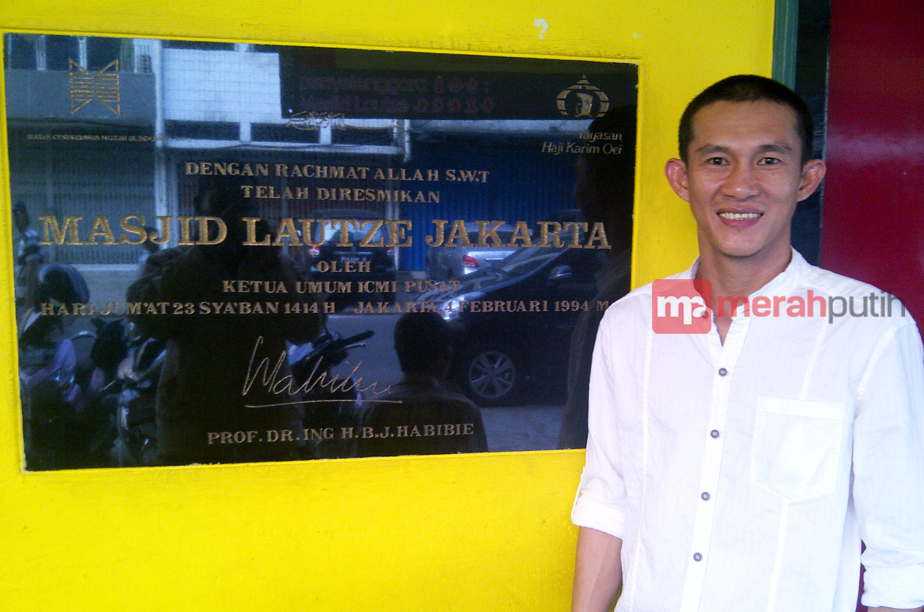 Yayasan
Haji Karim Oei
DENGAN RACHMAT ALLAH S.W.T
TELAH DIRESMIKAN
MASJID LAUTZE JAKARTA
OLEH
KETUA UMUM ICMI PUSAT
HARI JUM'AT 23 SYA'BAN 1414 H JAKARTA, 4 FEBRUARI 1994 M
PROF. DR. ING H.B.J. HABIBIE
mp merahputih